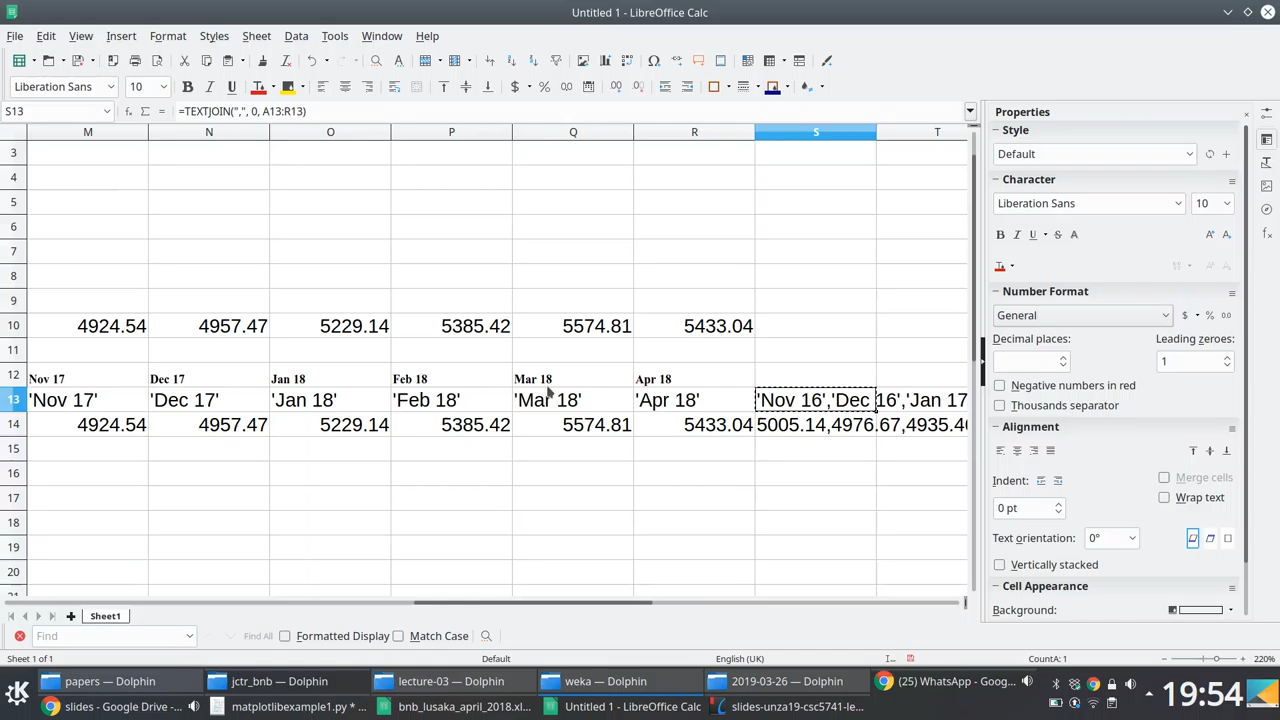 Untitled 1 - LibreOffice Calc
File Edit View Insert Format Styles Sheet Data Tools Window Help
Liberation Sans 10
S13 =TEXTJOIN(",", 0, A13:R13)
M N O P Q R S T
3
4
5
6
7
8
9
10 4924.54 4957.47 5229.14 5385.42 5574.81 5433.04
11
12 Nov 17 Dec 17 Jan 18 Feb 18 Mar 18 Apr 18
13 'Nov 17' 'Dec 17' 'Jan 18' 'Feb 18' 'Mar 18' 'Apr 18' 'Nov 16','Dec 16','Jan 17
14 4924.54 4957.47 5229.14 5385.42 5574.81 5433.04 5005.14,4976.67,4935.46
15
16
17
18
19
20
Sheet1
Find Find All Formatted Display Match Case
Sheet 1 of 1 Default English (UK) CountA: 1 220%
Properties
Style
Default
Character
Liberation Sans 10
Number Format
General
Decimal places: Leading zeroes:
1
Negative numbers in red
Thousands separator
Alignment
Indent: Merge cells
0 pt Wrap text
Text orientation: 0°
Vertically stacked
Cell Appearance
Background:
papers — Dolphin jctr_bnb — Dolphin lecture-03 — Dolphin weka — Dolphin 2019-03-26 — Dolphin (25) WhatsApp - Goog...
slides - Google Drive -... matplotlibexample1.py * ... bnb_lusaka_april_2018.xl... Untitled 1 - LibreOffice Calc slides-unza19-csc5741-le...
19:54